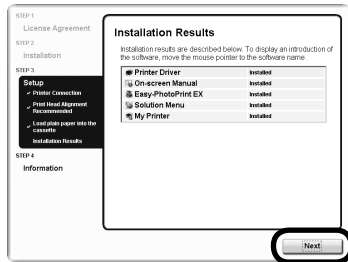 STEP 1
License Agreement
STEP 2
Installation
STEP 3
Setup
Printer Connection
Print Head Alignment
Recommended
Load plain paper into the
cassette
Installation Results
STEP 4
Information
Installation Results
Installation results are described below. To display an introduction of
the software, move the mouse pointer to the software name.
Printer Driver Installed
On-screen Manual Installed
Easy-PhotoPrint EX Installed
Solution Menu Installed
My Printer Installed
Next